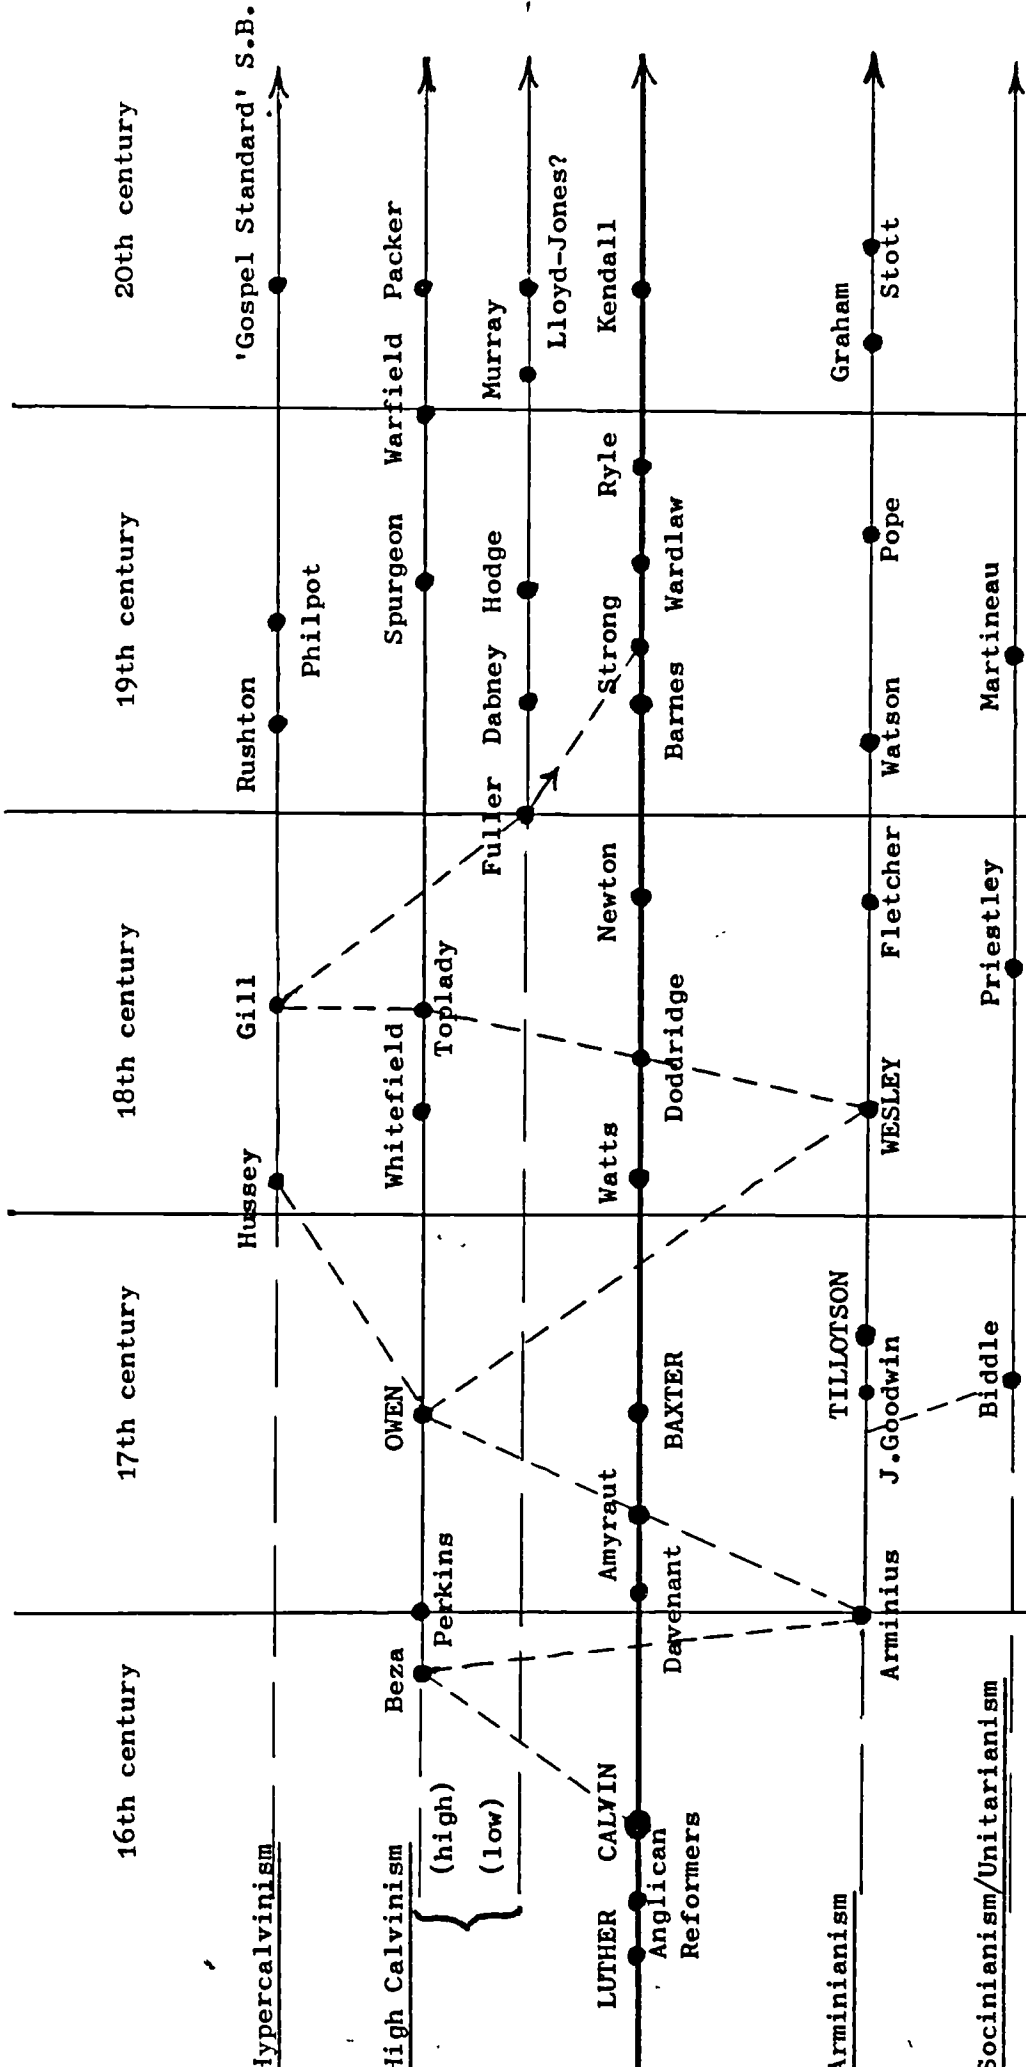 16th century
17th century
18th century
19th century
20th century
Hypercalvinism
Hussey
Gill
Rushton
Philpot
'Gospel Standard' S.B.
High Calvinism
(high)
(low)
Beza
Perkins
OWEN
Whitefield
Toplady
Spurgeon
Warfield
Packer
Fuller
Dabney
Hodge
Murray
Lloyd-Jones?
LUTHER
Anglican
Reformers
CALVIN
Davenant
Amyraut
BAXTER
Watts
Doddridge
Newton
Barnes
Strong
Wardlaw
Ryle
Kendall
Arminianism
Arminius
J.Goodwin
TILLOTSON
WESLEY
Fletcher
Watson
Pope
Graham
Stott
Socinianism/Unitarianism
Biddle
Priestley
Martineau